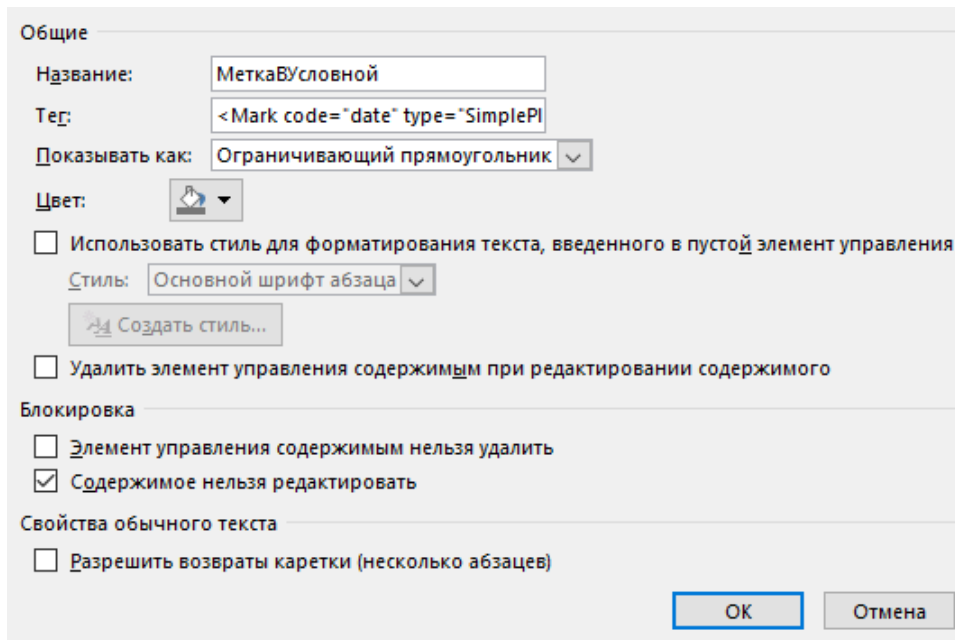 Общие
Название: МеткаВУсловной
Тег: <Mark code="date" type="SimplePl
Показывать как: Ограничивающий прямоугольник
Цвет:
Использовать стиль для форматирования текста, введенного в пустой элемент управления
Стиль: Основной шрифт абзаца
Создать стиль...
Удалить элемент управления содержимым при редактировании содержимого
Блокировка
Элемент управления содержимым нельзя удалить
Содержимое нельзя редактировать
Свойства обычного текста
Разрешить возвраты каретки (несколько абзацев)
ОК Отмена